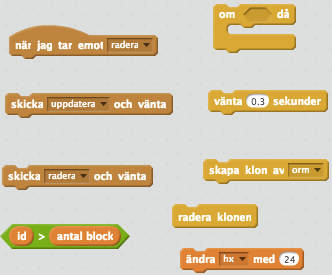 när jag tar emot radera
om då
skicka uppdatera och vänta
vänta 0.3 sekunder
skicka radera och vänta
skapa klon av orm
radera klonen
id > antal block
ändra hx med 24